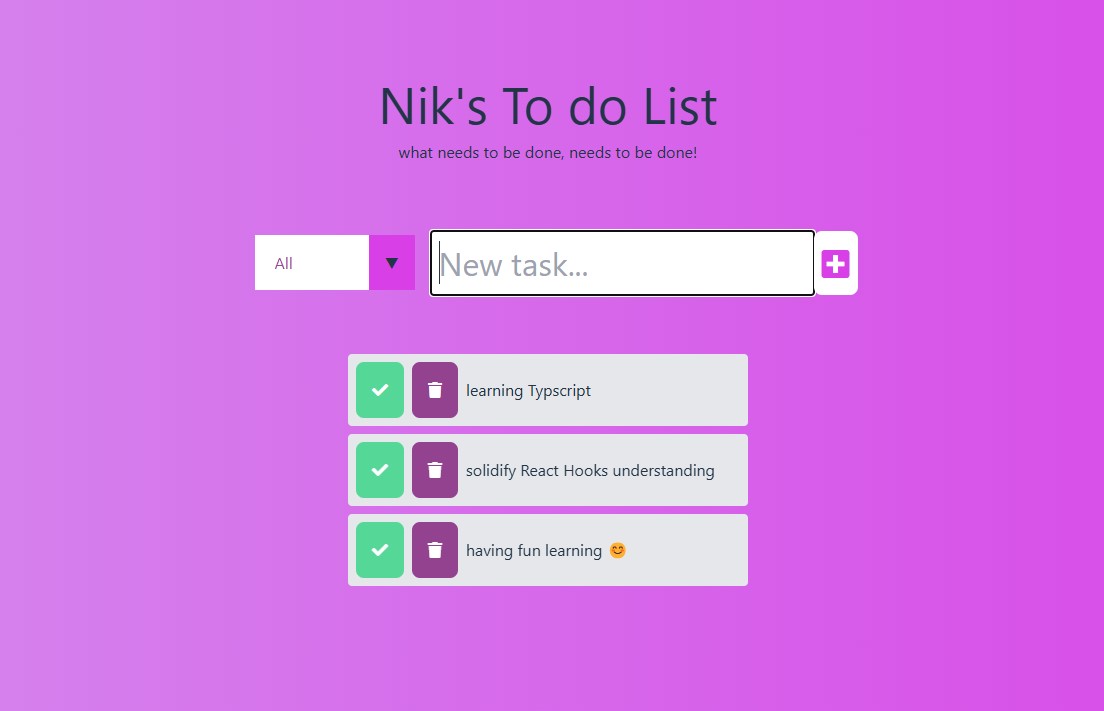 Nik's To do List
what needs to be done, needs to be done!
All
New task...
learning Typscript
solidify React Hooks understanding
having fun learning 😊